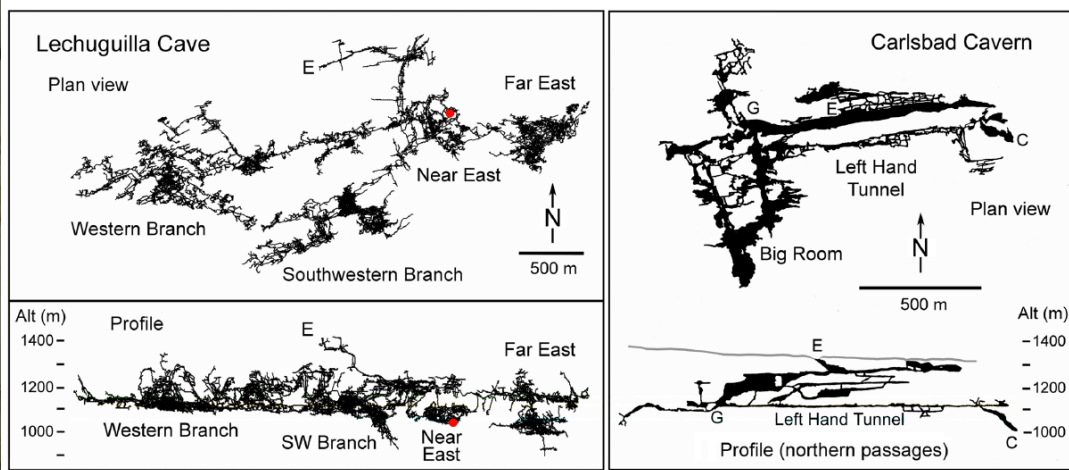 Lechuguilla Cave
Plan view
E
Far East
Near East
Western Branch
Southwestern Branch
N
500 m
Alt (m)
Profile
1400
1200
1000
E
Far East
Western Branch
SW Branch
Near
East
Carlsbad Cavern
G
E
C
Left Hand
Tunnel
Plan view
N
Big Room
500 m
Alt (m)
1400
1200
1000
E
G
Left Hand Tunnel
C
Profile (northern passages)